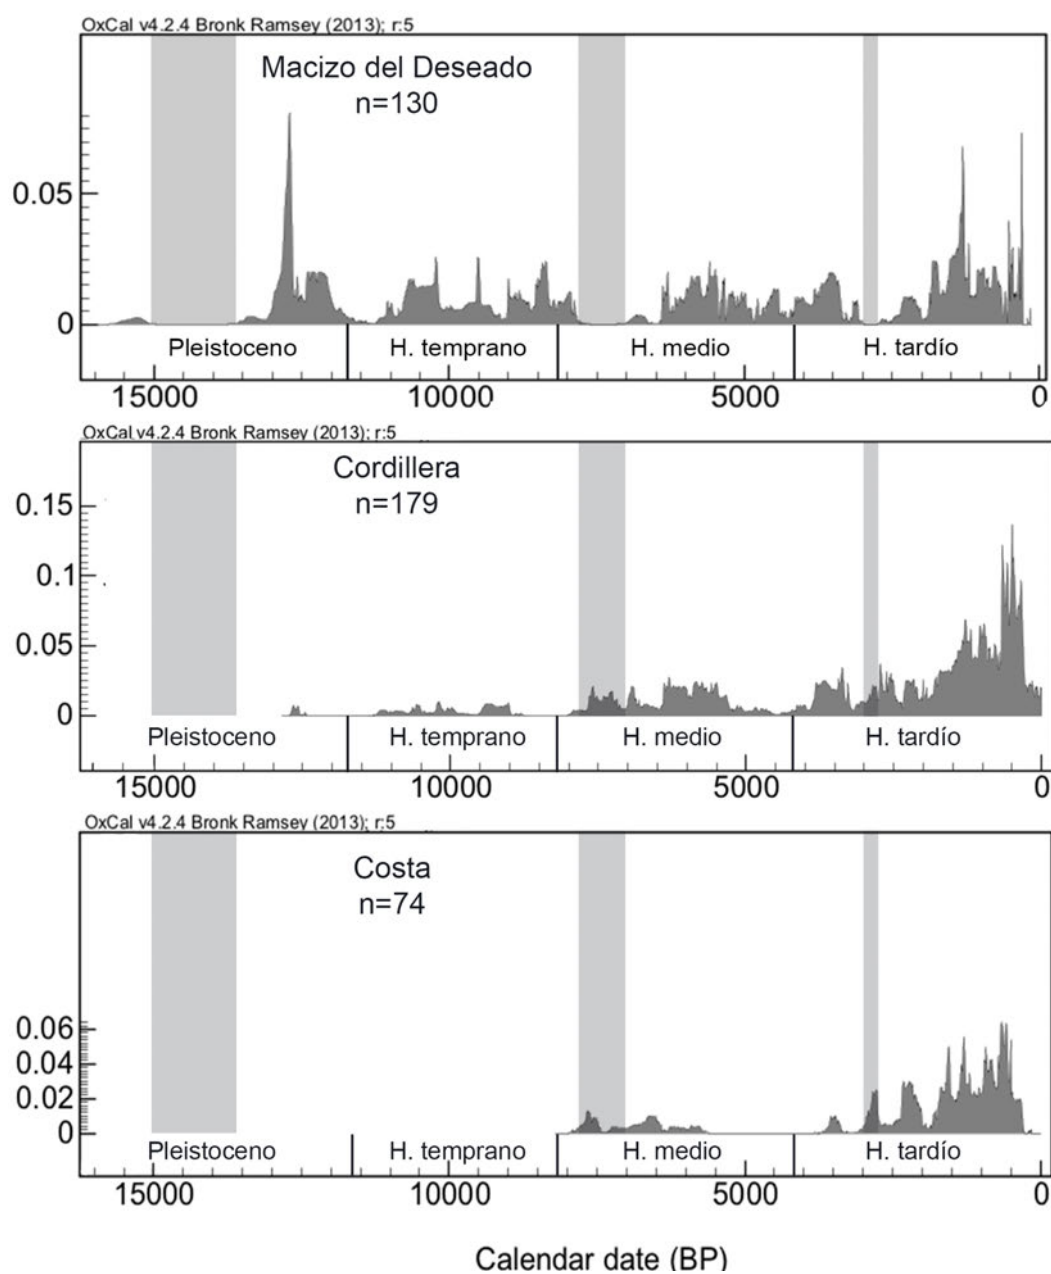 OxCal v4.2.4 Bronk Ramsey (2013); r:5
Macizo del Deseado
n=130
0.05
0
Pleistoceno H. temprano H. medio H. tardío
15000 10000 5000 0
OxCal v4.2.4 Bronk Ramsey (2013); r:5
Cordillera
n=179
0.15
0.1
0.05
0
Pleistoceno H. temprano H. medio H. tardío
15000 10000 5000 0
OxCal v4.2.4 Bronk Ramsey (2013); r:5
Costa
n=74
0.06
0.04
0.02
0
Pleistoceno H. temprano H. medio H. tardío
15000 10000 5000 0
Calendar date (BP)